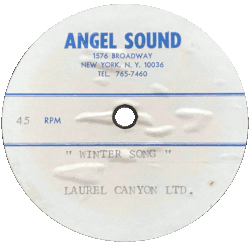 ANGEL SOUND
1576 BROADWAY
NEW YORK, N. Y. 10036
TEL. 765-7460
45 RPM
" WINTER SONG "
LAUREL CANYON LTD.